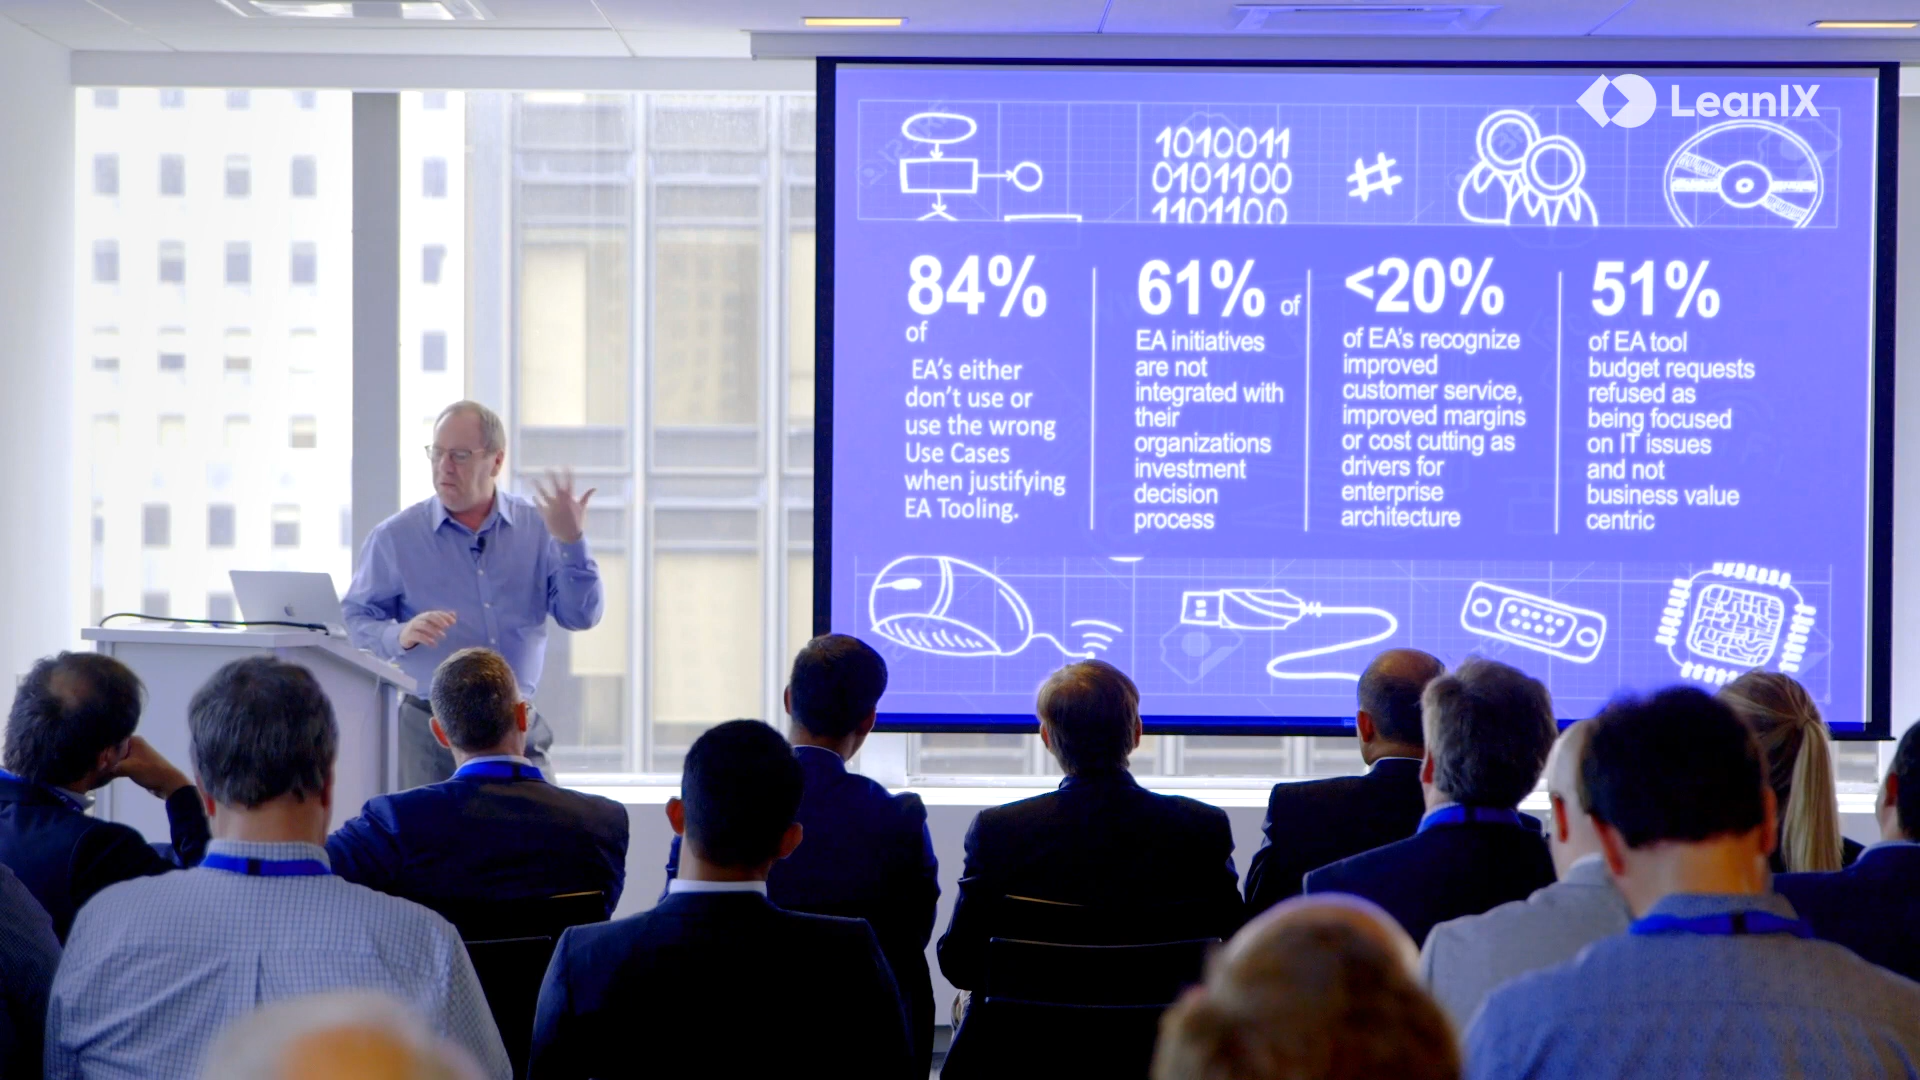 LeanIX
1010011
0101100
1101100
#
84%
of
EA's either
don't use or
use the wrong
Use Cases
when justifying
EA Tooling.
61% of
EA initiatives
are not
integrated with
their
organizations
investment
decision
process
<20%
of EA's recognize
improved
customer service,
improved margins
or cost cutting as
drivers for
enterprise
architecture
51%
of EA tool
budget requests
refused as
being focused
on IT issues
and not
business value
centric